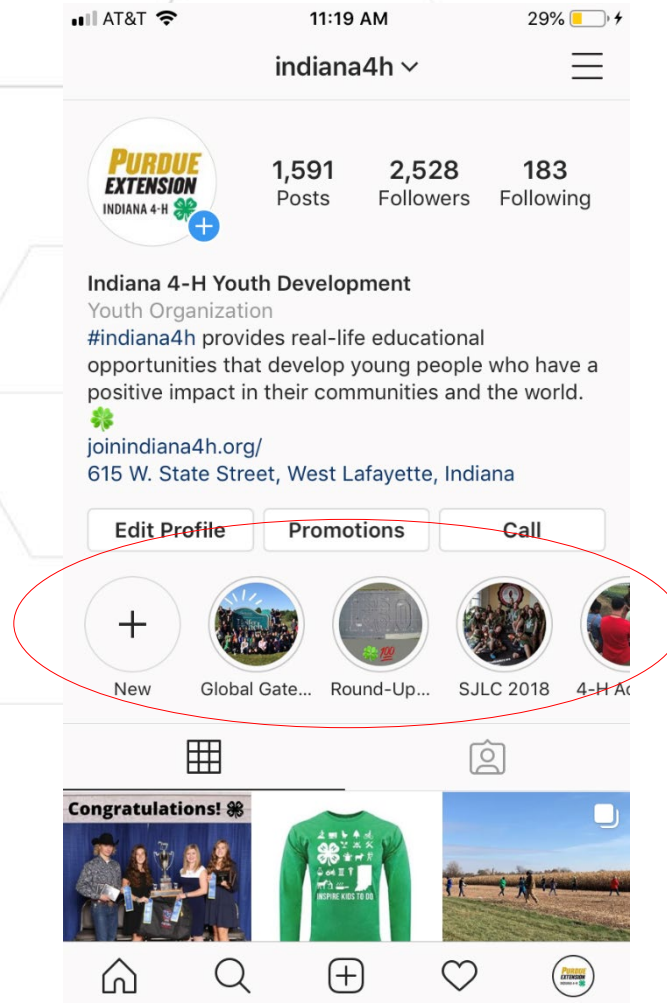 AT&T 11:19 AM 29%
indiana4h
PURDUE
EXTENSION
INDIANA 4-H
1,591 2,528 183
Posts Followers Following
Indiana 4-H Youth Development
Youth Organization
#indiana4h provides real-life educational
opportunities that develop young people who have a
positive impact in their communities and the world.
joinindiana4h.org/
615 W. State Street, West Lafayette, Indiana
Edit Profile Promotions Call
100
New Global Gate... Round-Up... SJLC 2018 4-H Ac
Congratulations!
INSPIRE KIDS TO DO
PURDUE